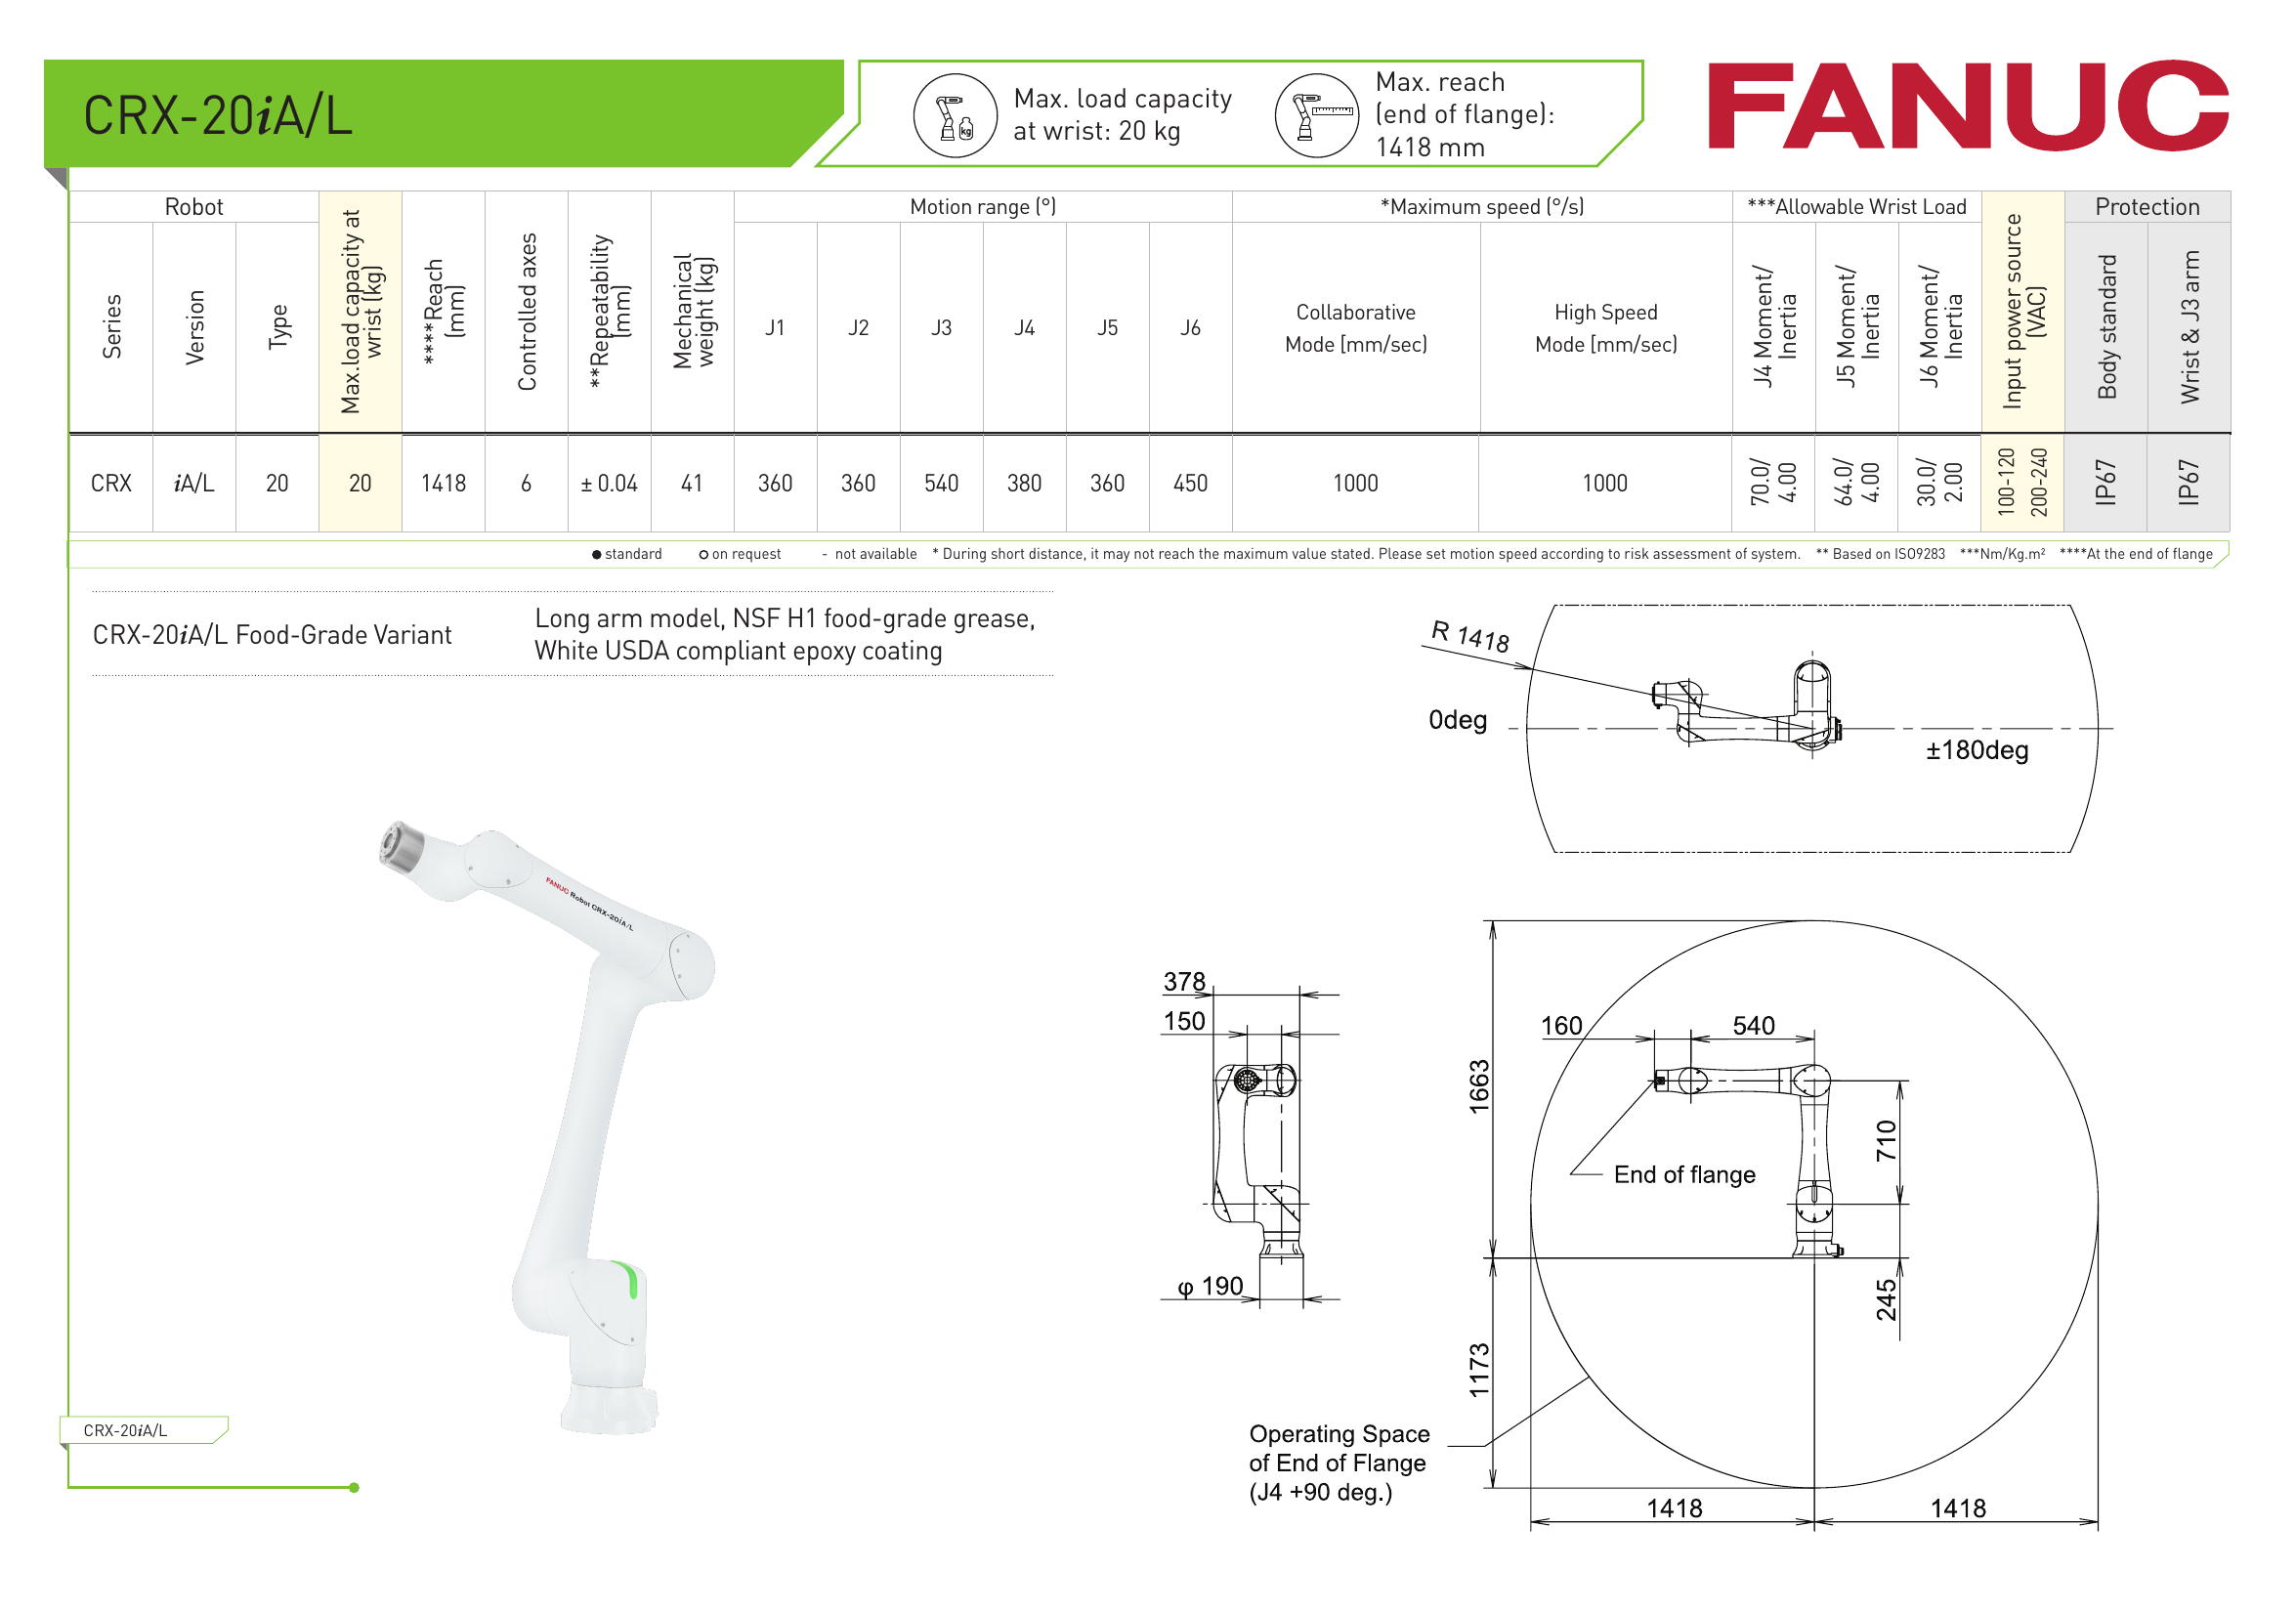 CRX-20iA/L
Max. load capacity
at wrist: 20 kg
kg
Max. reach
(end of flange):
1418 mm
FANUC
Robot
Series
Version
Type
Max.load capacity at
wrist (kg)
****Reach
(mm)
Controlled axes
**Repeatability
(mm)
Mechanical
weight (kg)
Motion range (°)
J1
J2
J3
J4
J5
J6
*Maximum speed (°/s)
Collaborative
Mode [mm/sec)
High Speed
Mode [mm/sec)
***Allowable Wrist Load
J4 Moment/
Inertia
J5 Moment/
Inertia
J6 Moment/
Inertia
Input power source
(VAC)
Protection
Body standard
Wrist & J3 arm
CRX
iA/L
20
20
1418
6
± 0.04
41
360
360
540
380
360
450
1000
1000
70.0/
4.00
64.0/
4.00
30.0/
2.00
100-120
200-240
IP67
IP67
● standard ○ on request - not available * During short distance, it may not reach the maximum value stated. Please set motion speed according to risk assessment of system. ** Based on ISO9283 ***Nm/Kg.m² ****At the end of flange
CRX-20iA/L Food-Grade Variant
Long arm model, NSF H1 food-grade grease,
White USDA compliant epoxy coating
R 1418
0deg
±180deg
FANUC Robot CRX-20iA/L
378
150
φ 190
160
540
1663
710
End of flange
245
1173
Operating Space
of End of Flange
(J4 +90 deg.)
1418
1418
CRX-20iA/L